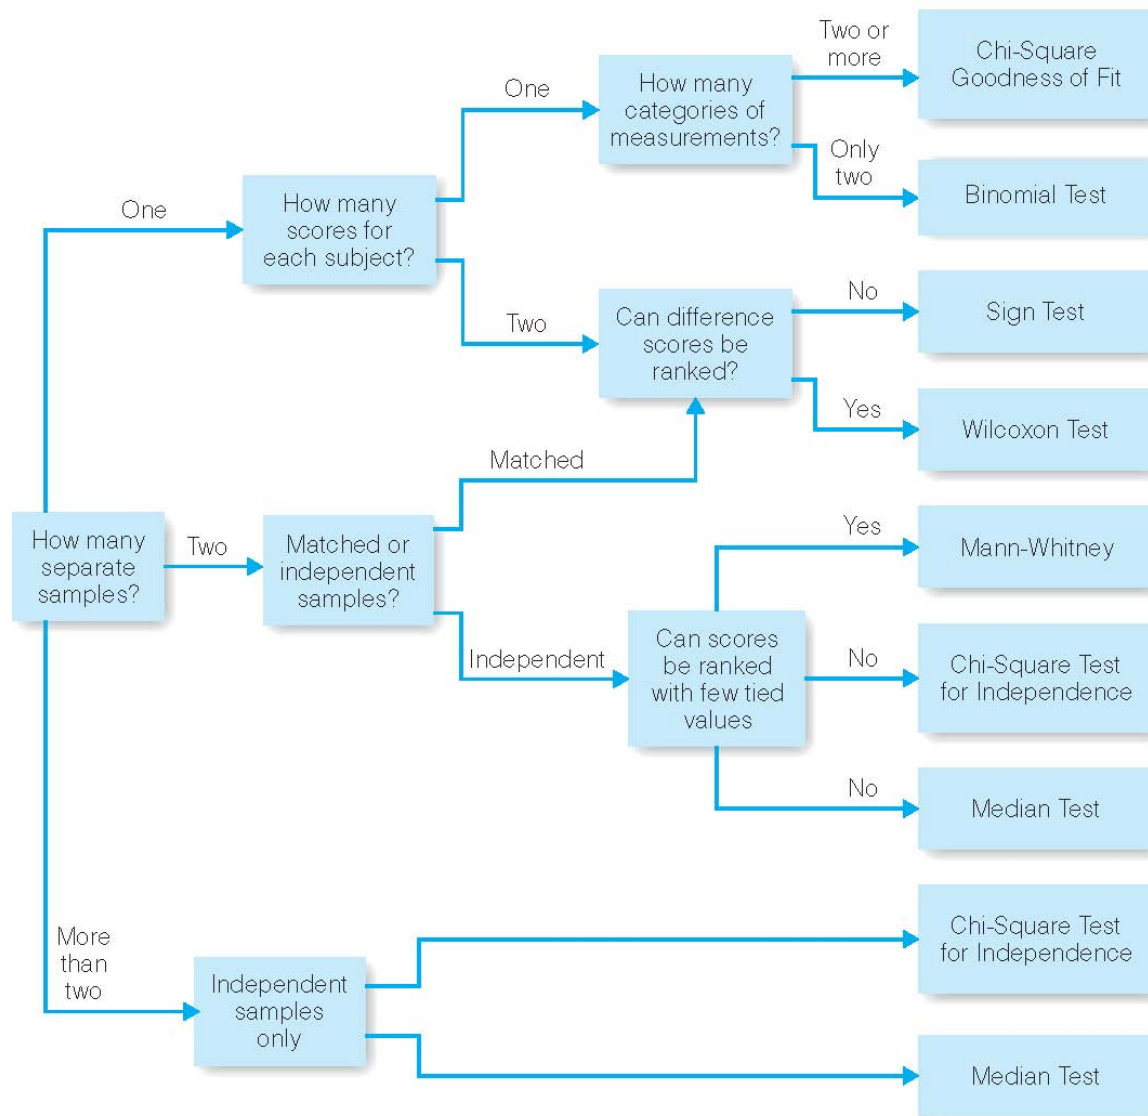 Two or
more
Chi-Square
Goodness of Fit
One
How many
categories of
measurements?
Only
two
Binomial Test
One
How many
scores for
each subject?
No
Sign Test
Two
Can difference
scores be
ranked?
Yes
Wilcoxon Test
Matched
How many
separate
samples?
Two
Matched or
independent
samples?
Yes
Mann-Whitney
Independent
Can scores
be ranked
with few tied
values
No
Chi-Square Test
for Independence
No
Median Test
More
than
two
Independent
samples
only
Chi-Square Test
for Independence
Median Test